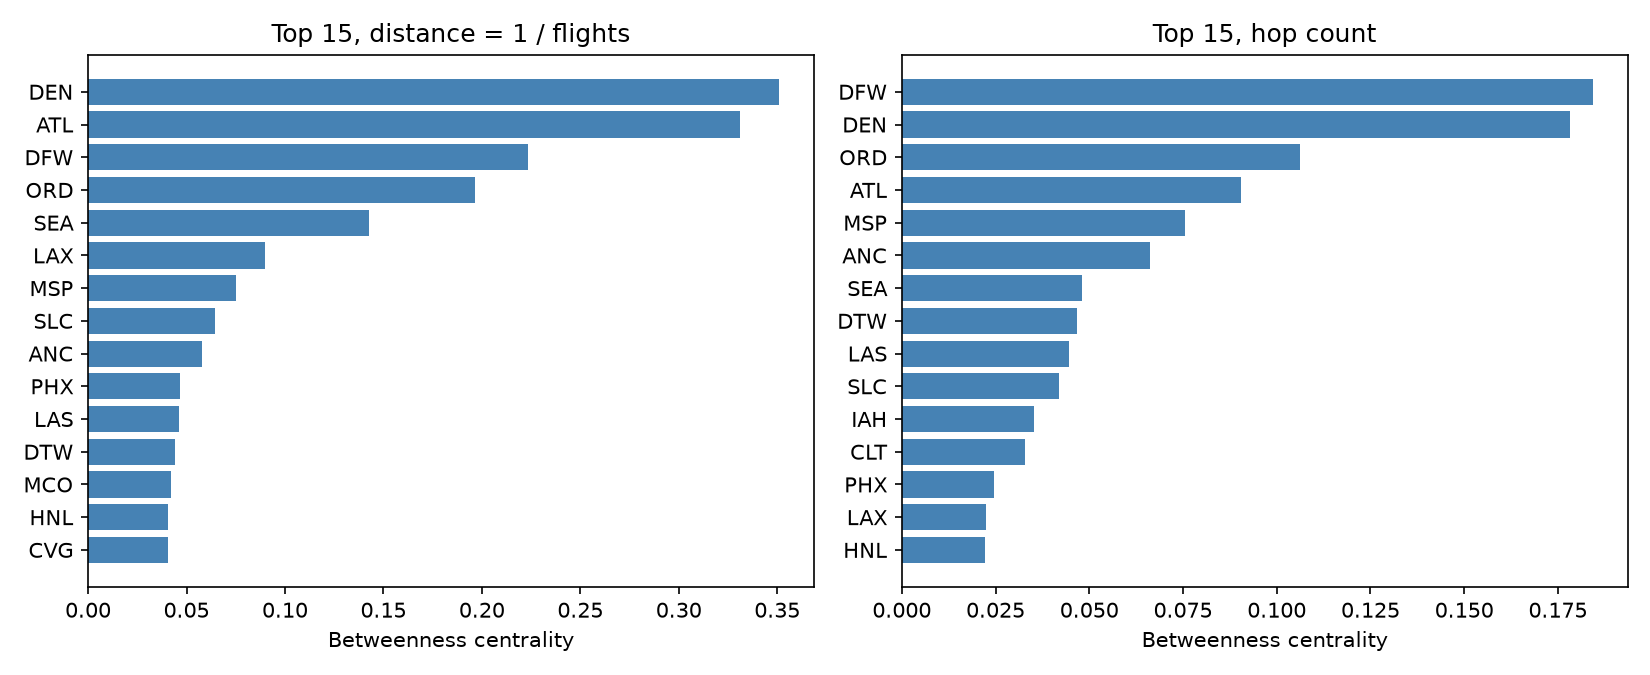 Top 15, distance = 1 / flights
DEN
ATL
DFW
ORD
SEA
LAX
MSP
SLC
ANC
PHX
LAS
DTW
MCO
HNL
CVG
0.00 0.05 0.10 0.15 0.20 0.25 0.30 0.35
Betweenness centrality
Top 15, hop count
DFW
DEN
ORD
ATL
MSP
ANC
SEA
DTW
LAS
SLC
IAH
CLT
PHX
LAX
HNL
0.000 0.025 0.050 0.075 0.100 0.125 0.150 0.175
Betweenness centrality